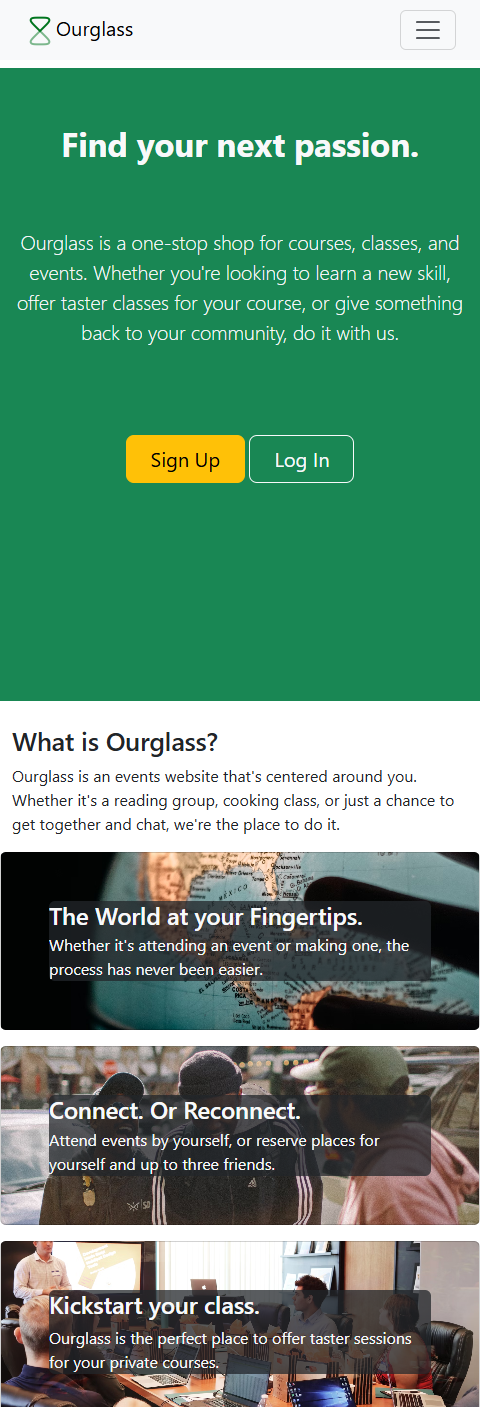 Ourglass
Find your next passion.
Ourglass is a one-stop shop for courses, classes, and
events. Whether you're looking to learn a new skill,
offer taster classes for your course, or give something
back to your community, do it with us.
Sign Up Log In
What is Ourglass?
Ourglass is an events website that's centered around you.
Whether it's a reading group, cooking class, or just a chance to
get together and chat, we're the place to do it.
MÉXICO
The World at your Fingertips.
Whether it's attending an event or making one, the
process has never been easier.
COSTA
RICA
Connect. Or Reconnect.
Attend events by yourself, or reserve places for
yourself and up to three friends.
Kickstart your class.
Ourglass is the perfect place to offer taster sessions
for your private courses.